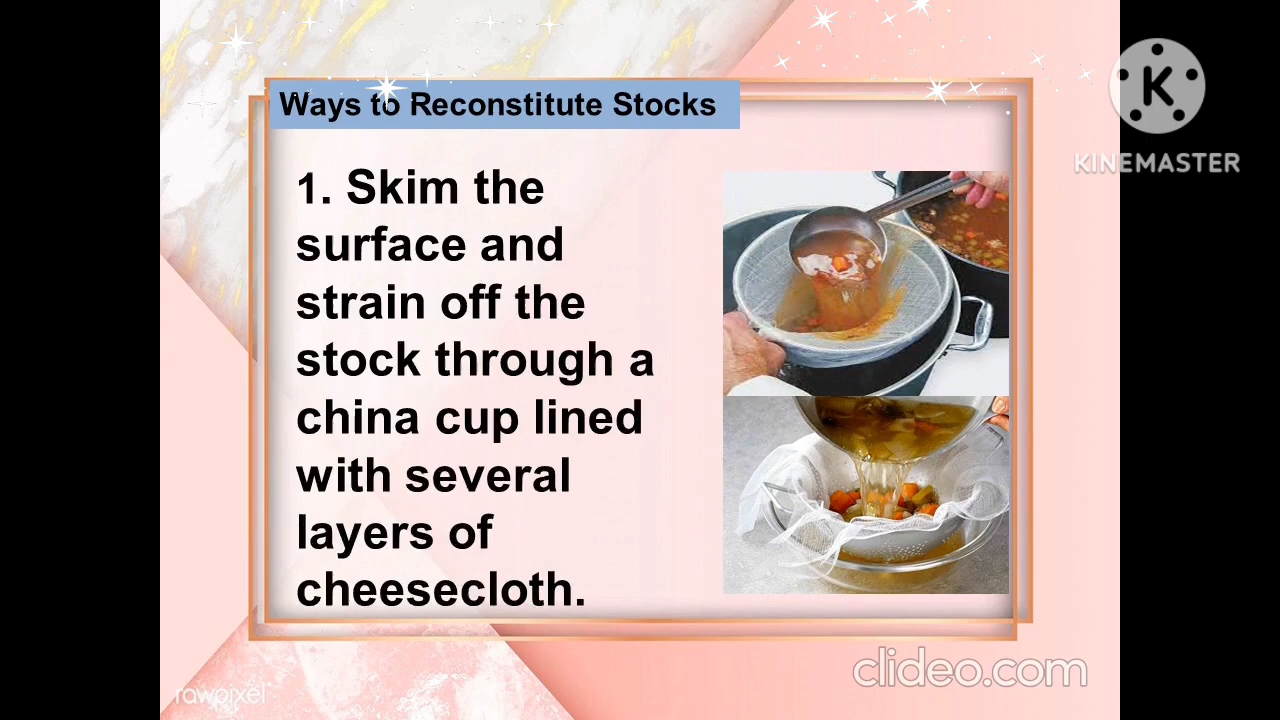 Ways to Reconstitute Stocks
K
KINEMASTER
1. Skim the
surface and
strain off the
stock through a
china cup lined
with several
layers of
cheesecloth.
clideo.com
rawpixel